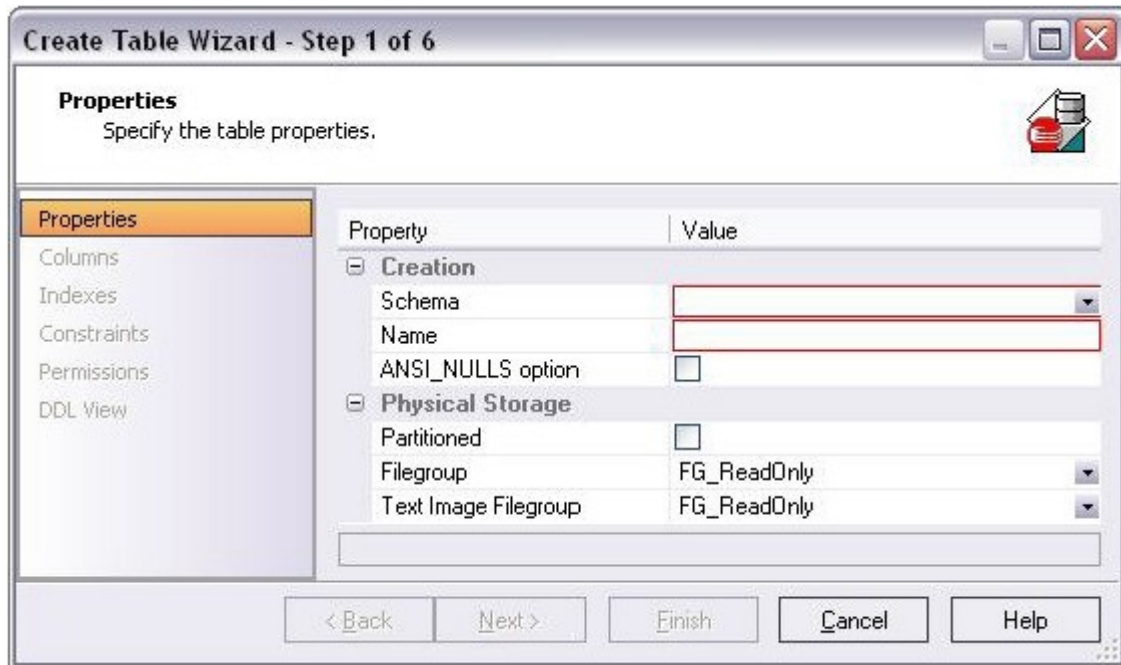 Create Table Wizard - Step 1 of 6
Properties
Specify the table properties.
Properties
Columns
Indexes
Constraints
Permissions
DDL View
Property Value
Creation
Schema
Name
ANSI_NULLS option
Physical Storage
Partitioned
Filegroup FG_ReadOnly
Text Image Filegroup FG_ReadOnly
< Back Next > Finish Cancel Help